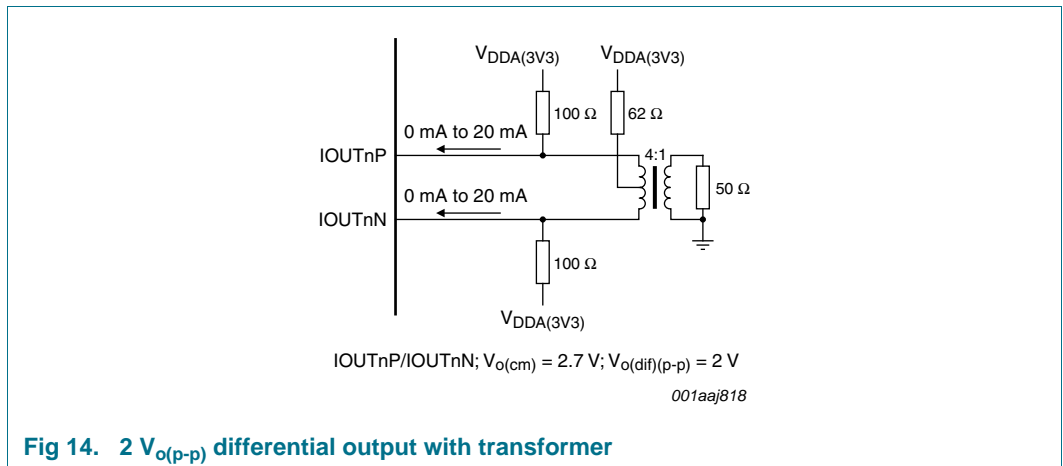 V_DDA(3V3) V_DDA(3V3)
100 Ω 62 Ω
0 mA to 20 mA
IOUTnP
4:1
0 mA to 20 mA
50 Ω
IOUTnN
100 Ω
V_DDA(3V3)
IOUTnP/IOUTnN; V_o(cm) = 2.7 V; V_o(dif)(p-p) = 2 V
001aaj818
Fig 14. 2 V_o(p-p) differential output with transformer